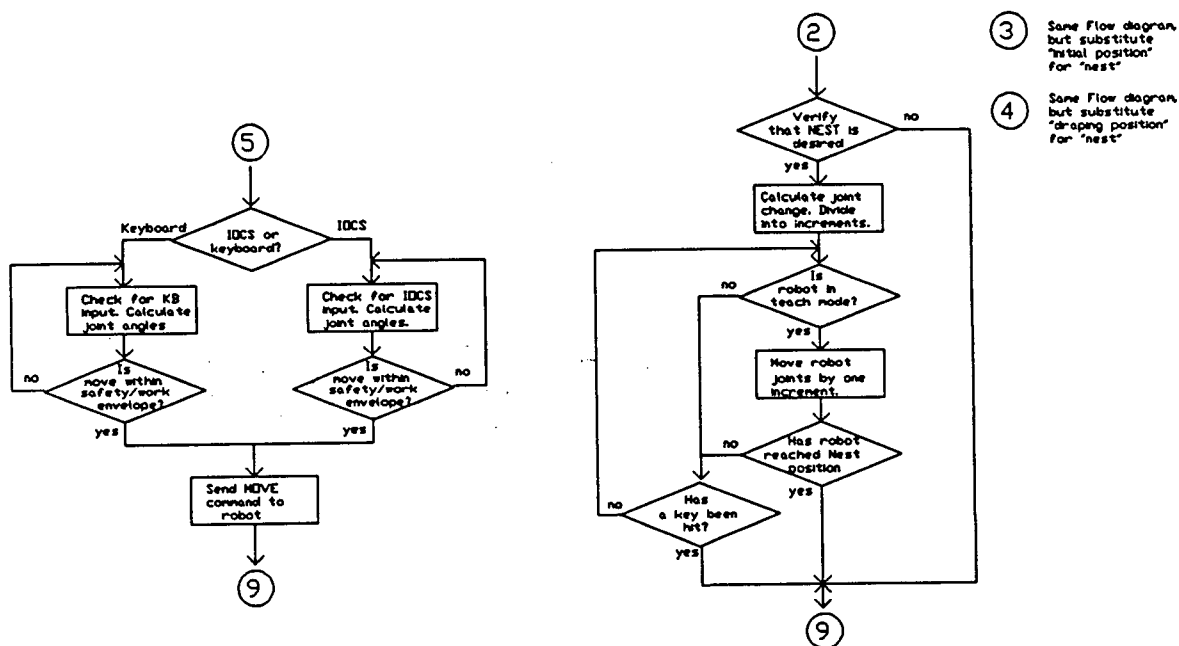 5
Keyboard
IOCS
IOCS or
keyboard?
Check for KB
input. Calculate
joint angles
Check for IOCS
input. Calculate
joint angles.
Is
move within
safety/work
envelope?
no
yes
Is
move within
safety/work
envelope?
no
yes
Send MOVE
command to
robot
9
2
Verify
that NEST is
desired
no
yes
Calculate joint
change. Divide
into increments.
Is
robot in
teach mode?
no
yes
Move robot
joints by one
increment.
Has robot
reached Nest
position
no
yes
Has
a key been
hit?
no
yes
9
3
Same Flow diagram,
but substitute
"initial position"
for "nest"
4
Same Flow diagram,
but substitute
"draping position"
for "nest"